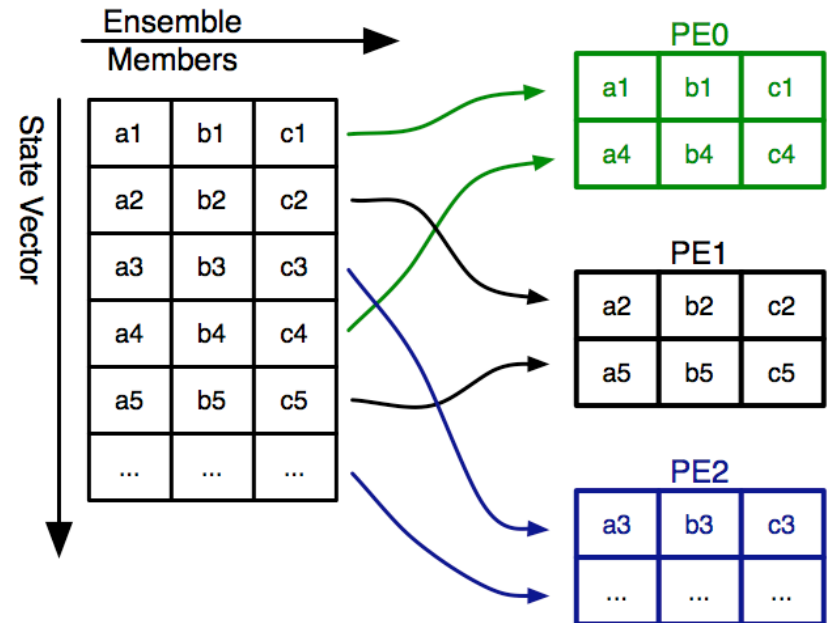 Ensemble
Members
State Vector
a1 b1 c1
a2 b2 c2
a3 b3 c3
a4 b4 c4
a5 b5 c5
... ... ...
PE0
a1 b1 c1
a4 b4 c4
PE1
a2 b2 c2
a5 b5 c5
PE2
a3 b3 c3
... ... ...